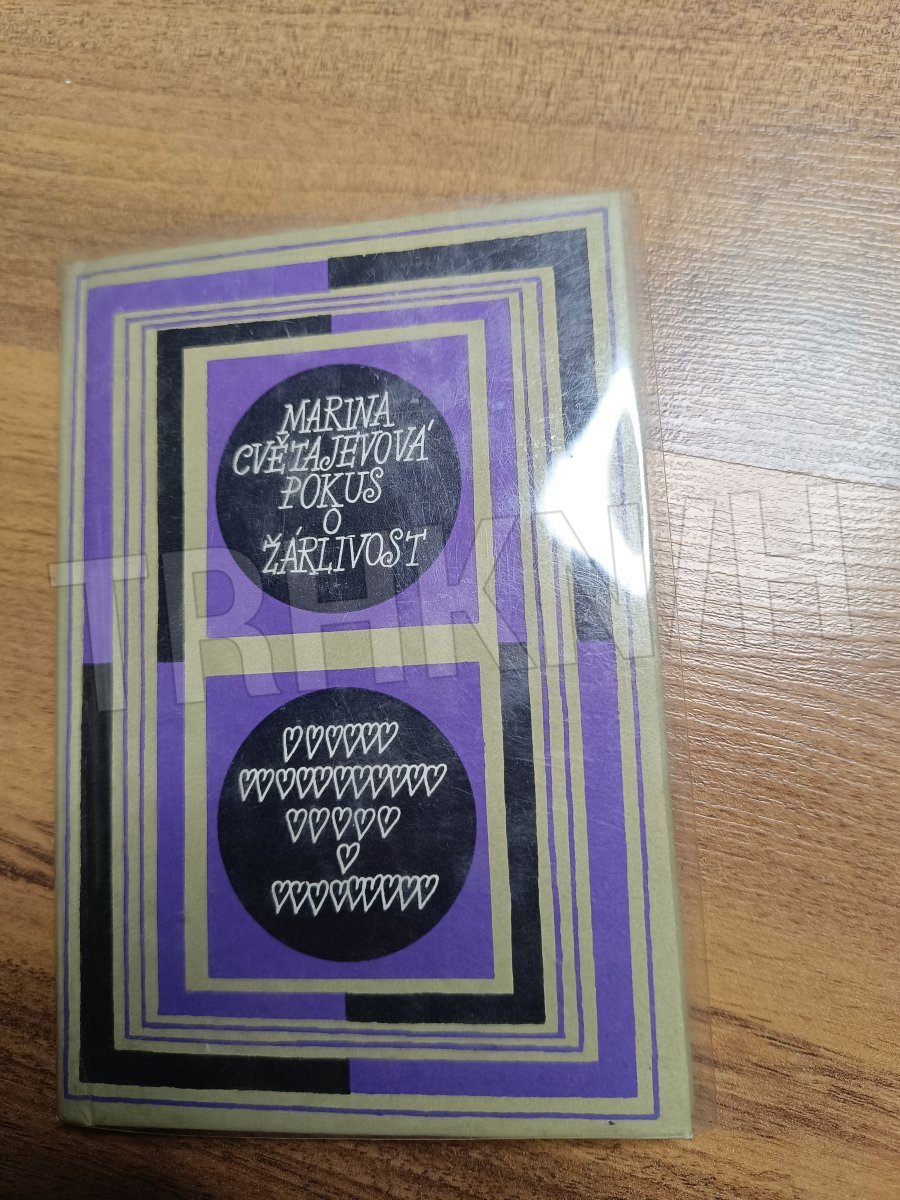 MARINA
CVĚTAJEVOVÁ
POKUS
O
ŽÁRLIVOST
TRHKNIH